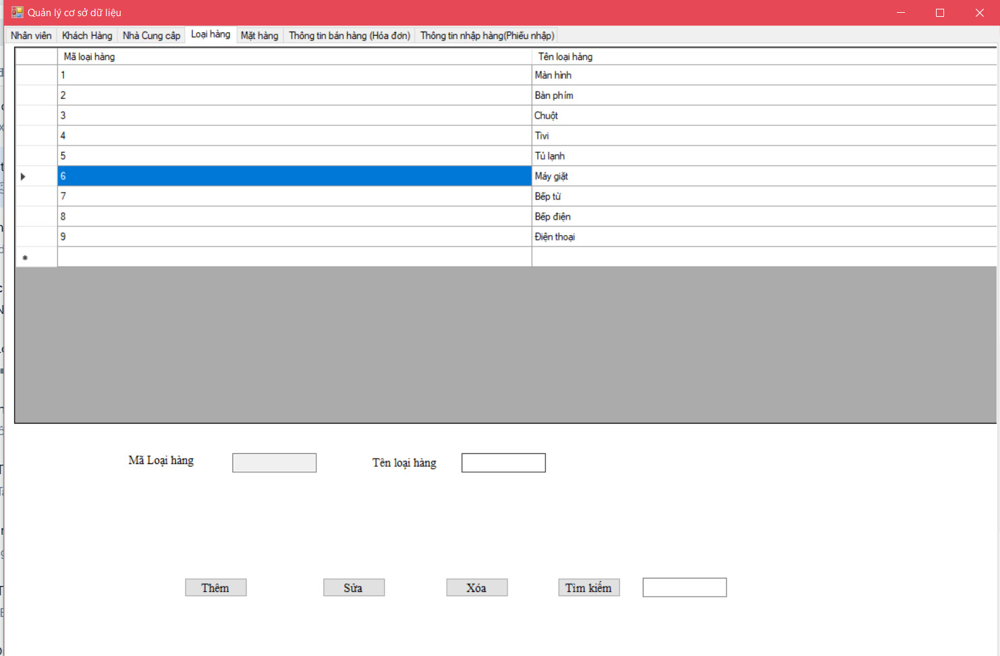 Quản lý cơ sở dữ liệu
Nhân viên Khách Hàng Nhà Cung cấp Loại hàng Mặt hàng Thông tin bán hàng (Hóa đơn) Thông tin nhập hàng(Phiếu nhập)
Mã loại hàng Tên loại hàng
1 Màn hình
2 Bàn phím
3 Chuột
4 Tivi
5 Tủ lạnh
6 Máy giặt
7 Bếp từ
8 Bếp điện
9 Điện thoại
Mã Loại hàng Tên loại hàng
Thêm Sửa Xóa Tìm kiếm